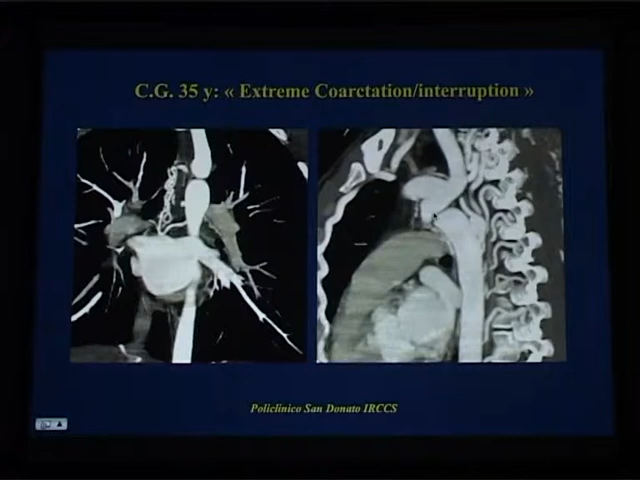 C.G. 35 y: « Extreme Coarctation/interruption »
Policlinico San Donato IRCCS